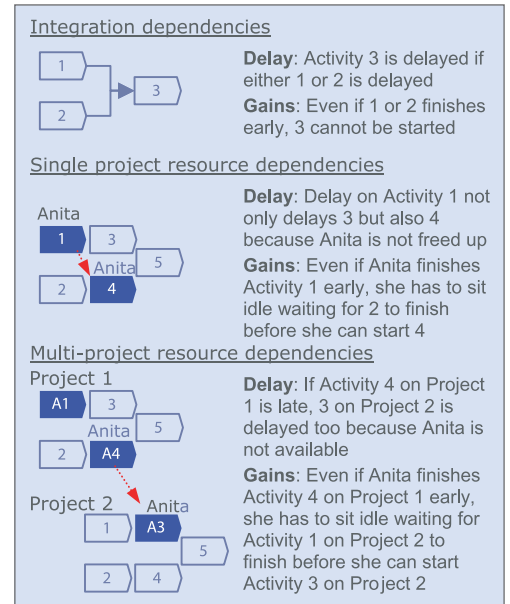 Integration dependencies
1
2
3
Delay: Activity 3 is delayed if
either 1 or 2 is delayed
Gains: Even if 1 or 2 finishes
early, 3 cannot be started
Single project resource dependencies
Anita
1
3
5
Anita
2
4
Delay: Delay on Activity 1 not
only delays 3 but also 4
because Anita is not freed up
Gains: Even if Anita finishes
Activity 1 early, she has to sit
idle waiting for 2 to finish
before she can start 4
Multi-project resource dependencies
Project 1
A1
3
5
Anita
2
A4
Project 2
Anita
1
A3
5
2
4
Delay: If Activity 4 on Project
1 is late, 3 on Project 2 is
delayed too because Anita is
not available
Gains: Even if Anita finishes
Activity 4 on Project 1 early,
she has to sit idle waiting for
Activity 1 on Project 2 to
finish before she can start
Activity 3 on Project 2